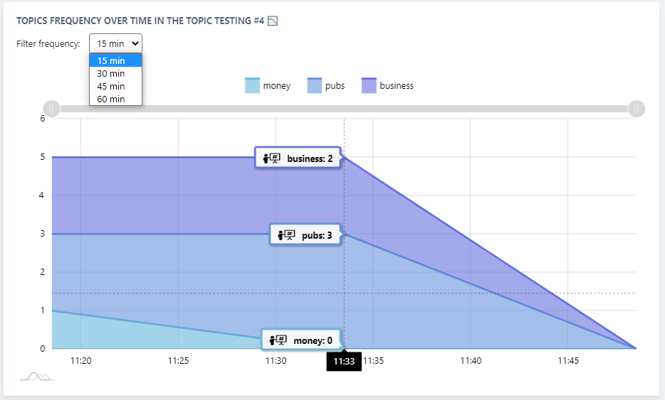 TOPICS FREQUENCY OVER TIME IN THE TOPIC TESTING #4
Filter frequency: 15 min
15 min
30 min
45 min
60 min
money pubs business
6
5
business: 2
4
3
pubs: 3
2
1
money: 0
0
11:20 11:25 11:30 11:33 11:35 11:40 11:45